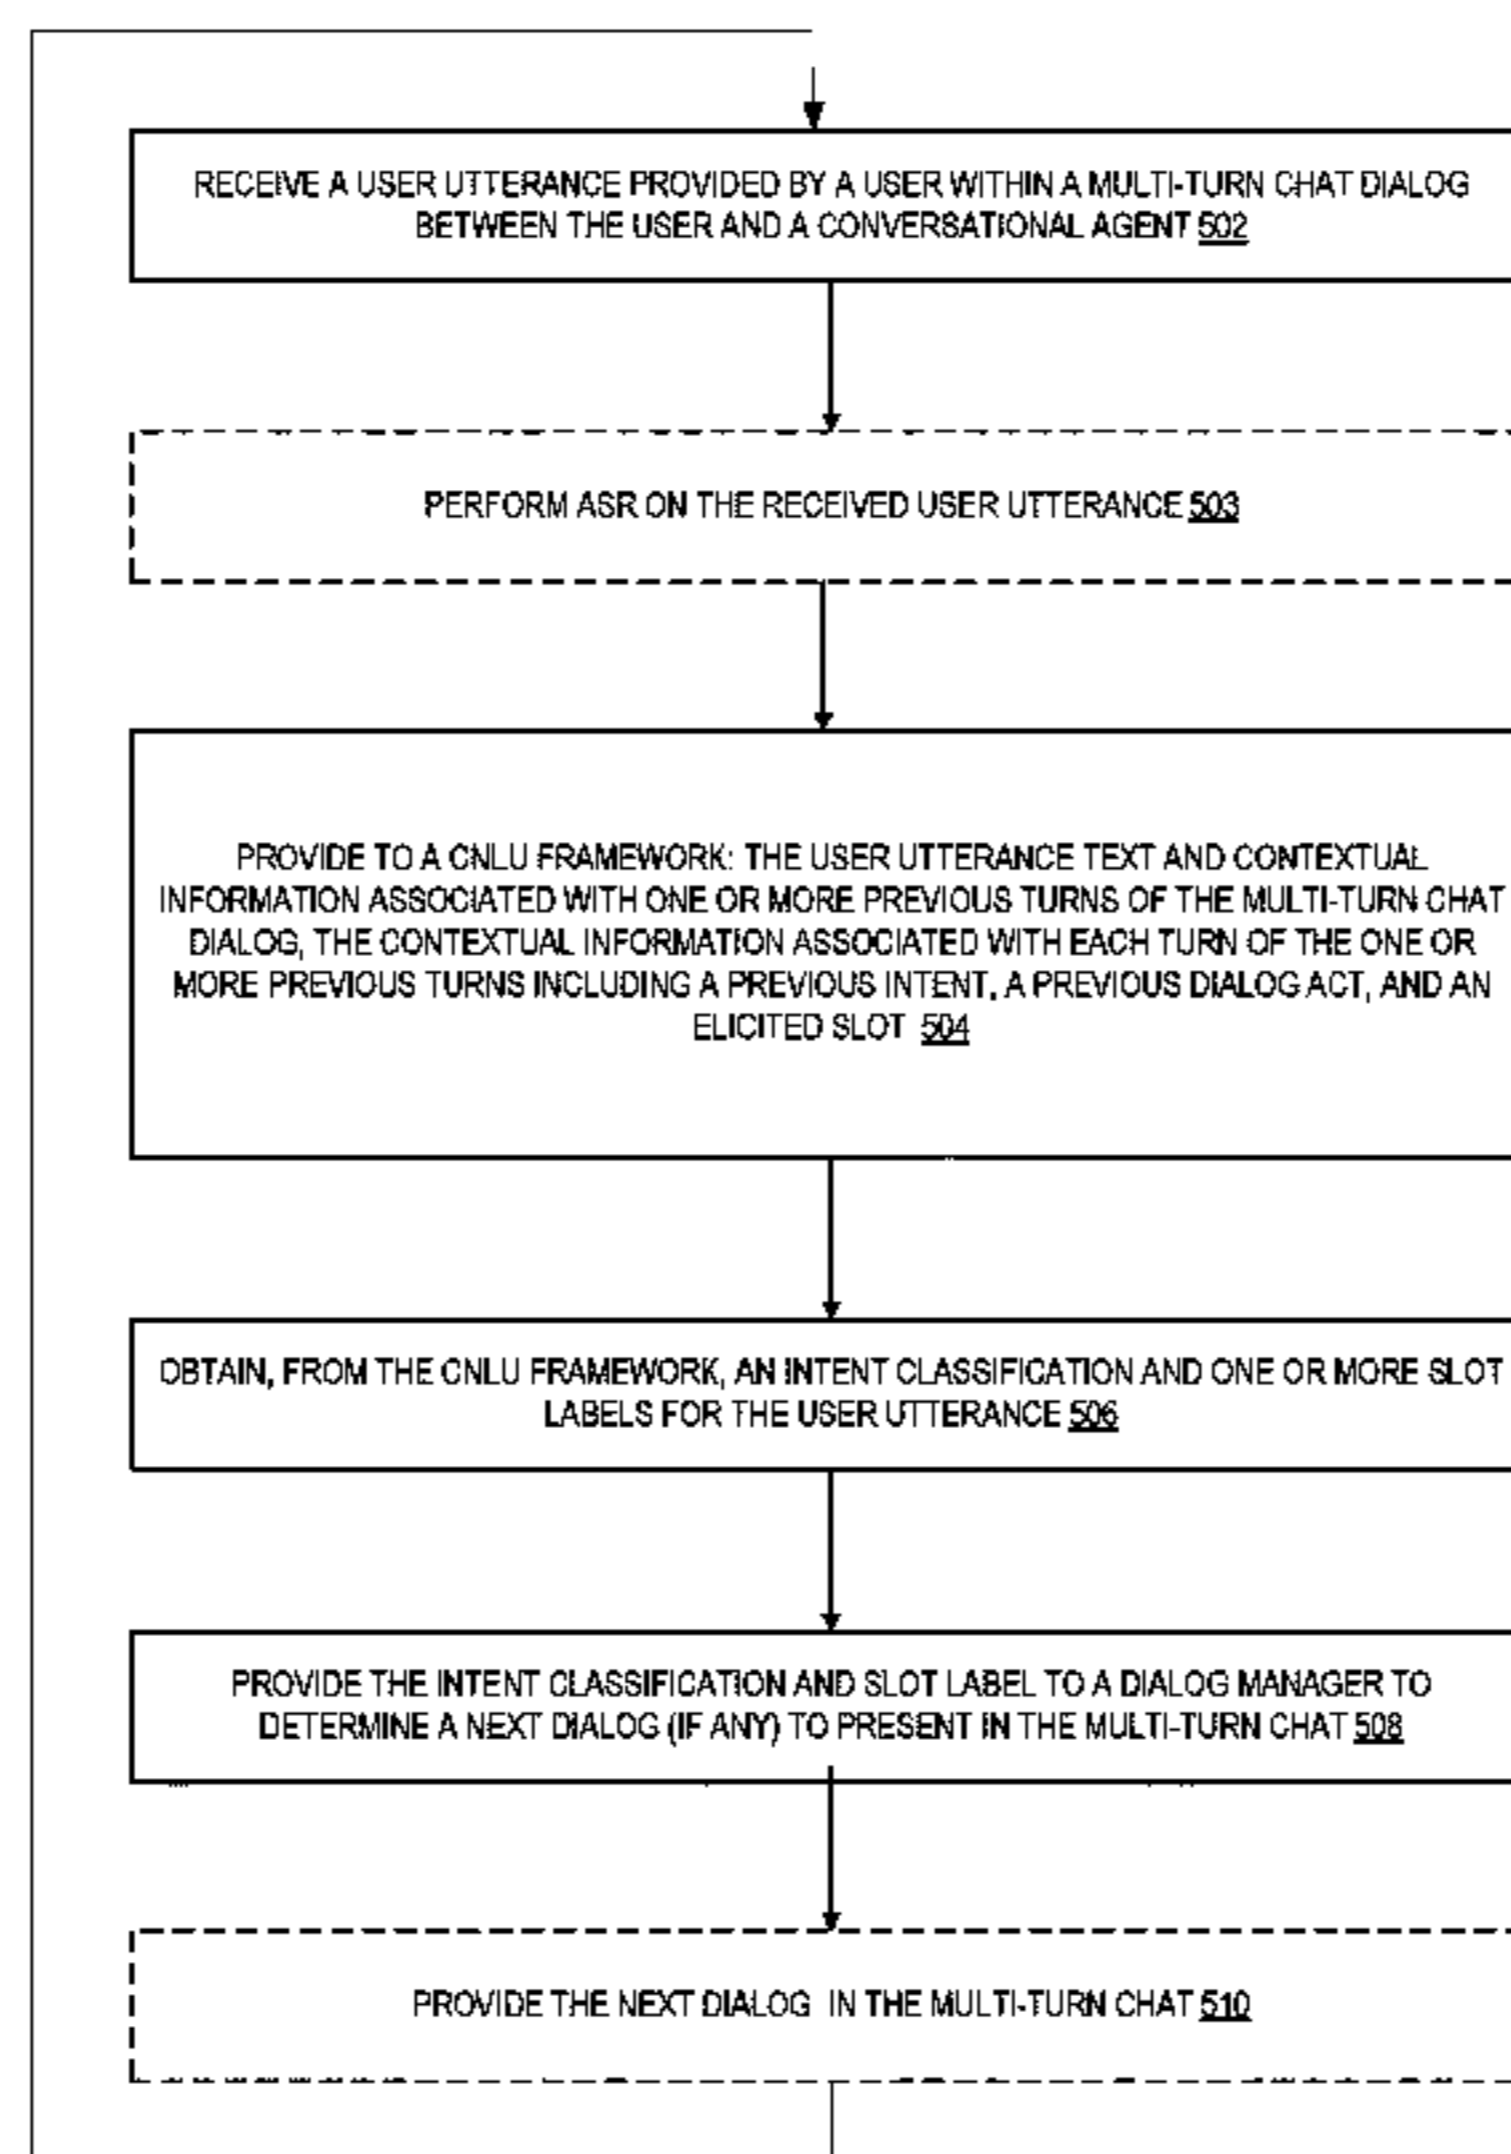 RECEIVE A USER UTTERANCE PROVIDED BY A USER WITHIN A MULTI-TURN CHAT DIALOG
BETWEEN THE USER AND A CONVERSATIONAL AGENT 502
PERFORM ASR ON THE RECEIVED USER UTTERANCE 503
PROVIDE TO A CNLU FRAMEWORK: THE USER UTTERANCE TEXT AND CONTEXTUAL
INFORMATION ASSOCIATED WITH ONE OR MORE PREVIOUS TURNS OF THE MULTI-TURN CHAT
DIALOG, THE CONTEXTUAL INFORMATION ASSOCIATED WITH EACH TURN OF THE ONE OR
MORE PREVIOUS TURNS INCLUDING A PREVIOUS INTENT, A PREVIOUS DIALOG ACT, AND AN
ELICITED SLOT 504
OBTAIN, FROM THE CNLU FRAMEWORK, AN INTENT CLASSIFICATION AND ONE OR MORE SLOT
LABELS FOR THE USER UTTERANCE 506
PROVIDE THE INTENT CLASSIFICATION AND SLOT LABEL TO A DIALOG MANAGER TO
DETERMINE A NEXT DIALOG (IF ANY) TO PRESENT IN THE MULTI-TURN CHAT 508
PROVIDE THE NEXT DIALOG IN THE MULTI-TURN CHAT 510